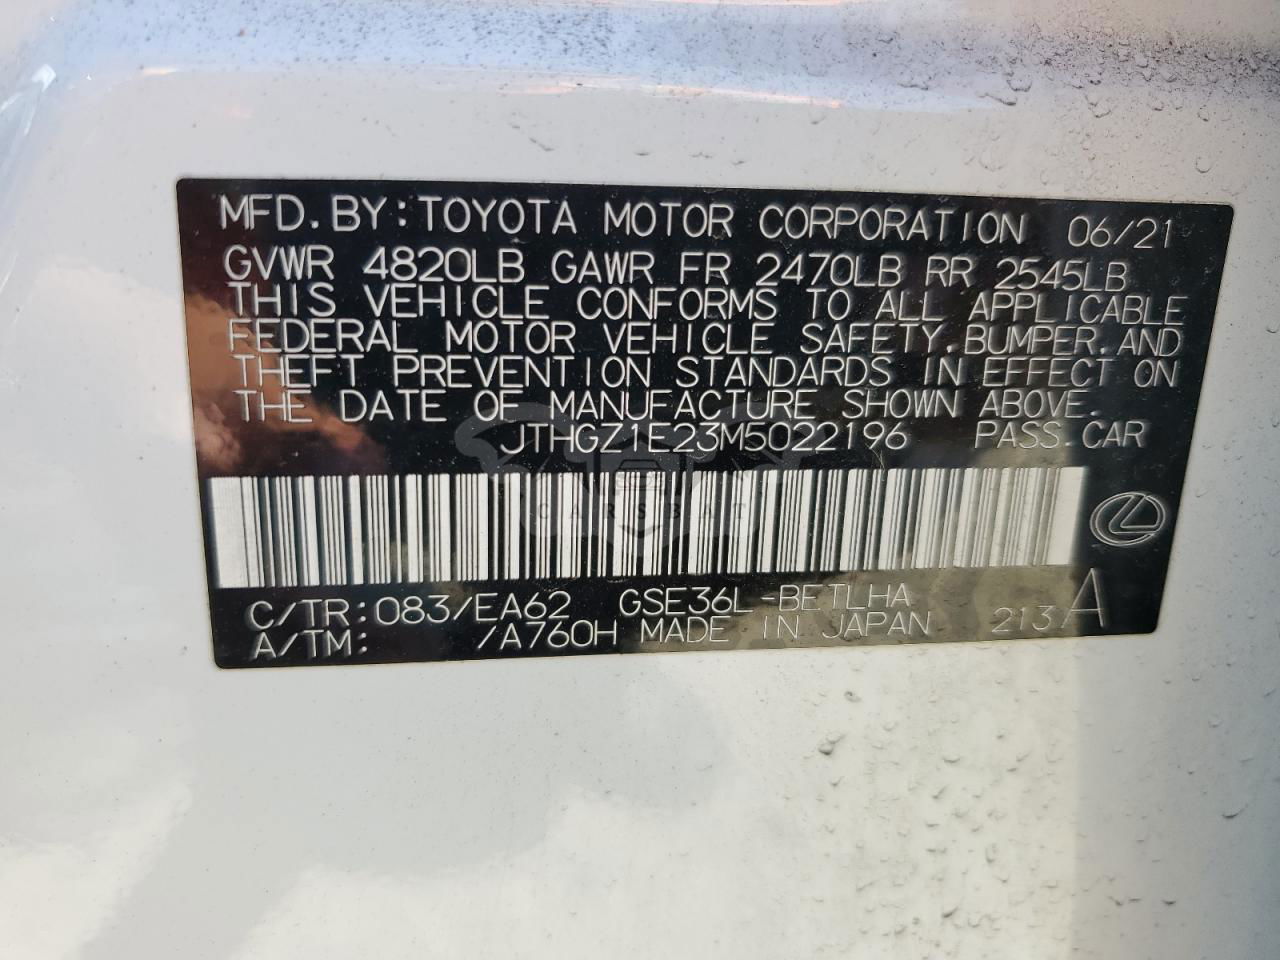 MFD. BY: TOYOTA MOTOR CORPORATION 06/21
GVWR 4820LB GAWR FR 2470LB RR 2545LB
THIS VEHICLE CONFORMS TO ALL APPLICABLE
FEDERAL MOTOR VEHICLE SAFETY, BUMPER, AND
THEFT PREVENTION STANDARDS IN EFFECT ON
THE DATE OF MANUFACTURE SHOWN ABOVE.
JTHGZ1E23M5022196 PASS. CAR
CARSBAT
C/TR: 083/EA62 GSE36L-BETLHA
A/TM: /A760H MADE IN JAPAN 213 A